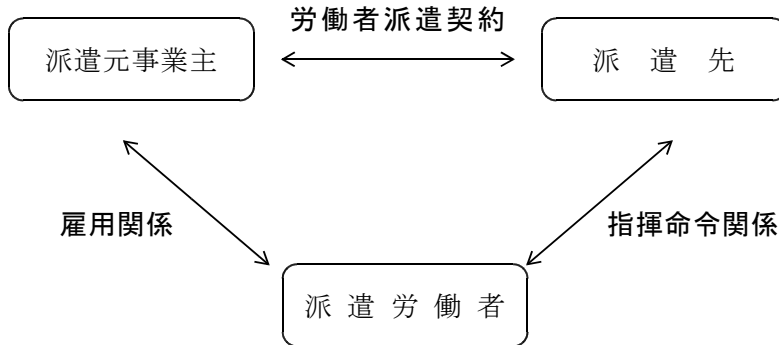 労働者派遣契約
派遣元事業主
派 遣 先
雇用関係
指揮命令関係
派 遣 労 働 者